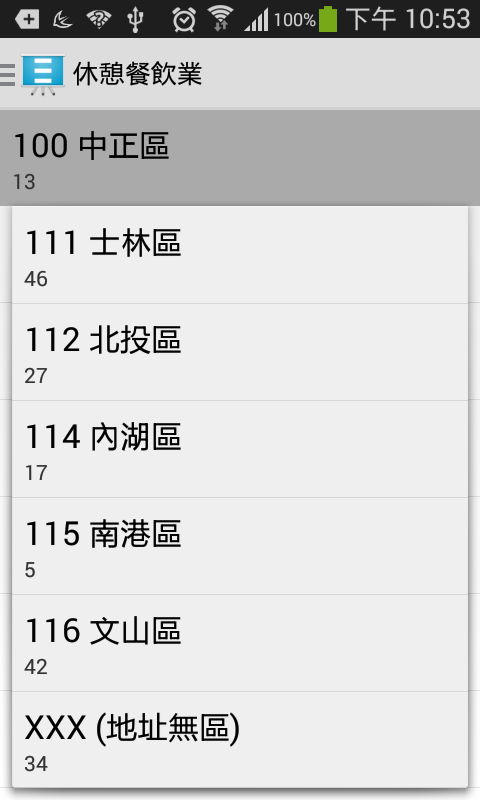 100% 下午 10:53
休憩餐飲業
100 中正區
13
111 士林區
46
112 北投區
27
114 內湖區
17
115 南港區
5
116 文山區
42
XXX (地址無區)
34